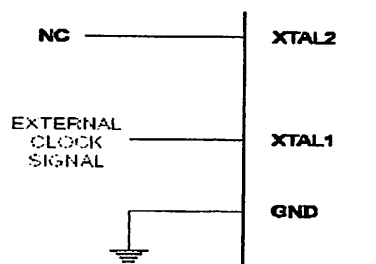 NC
XTAL2
EXTERNAL
CLOCK
SIGNAL
XTAL1
GND